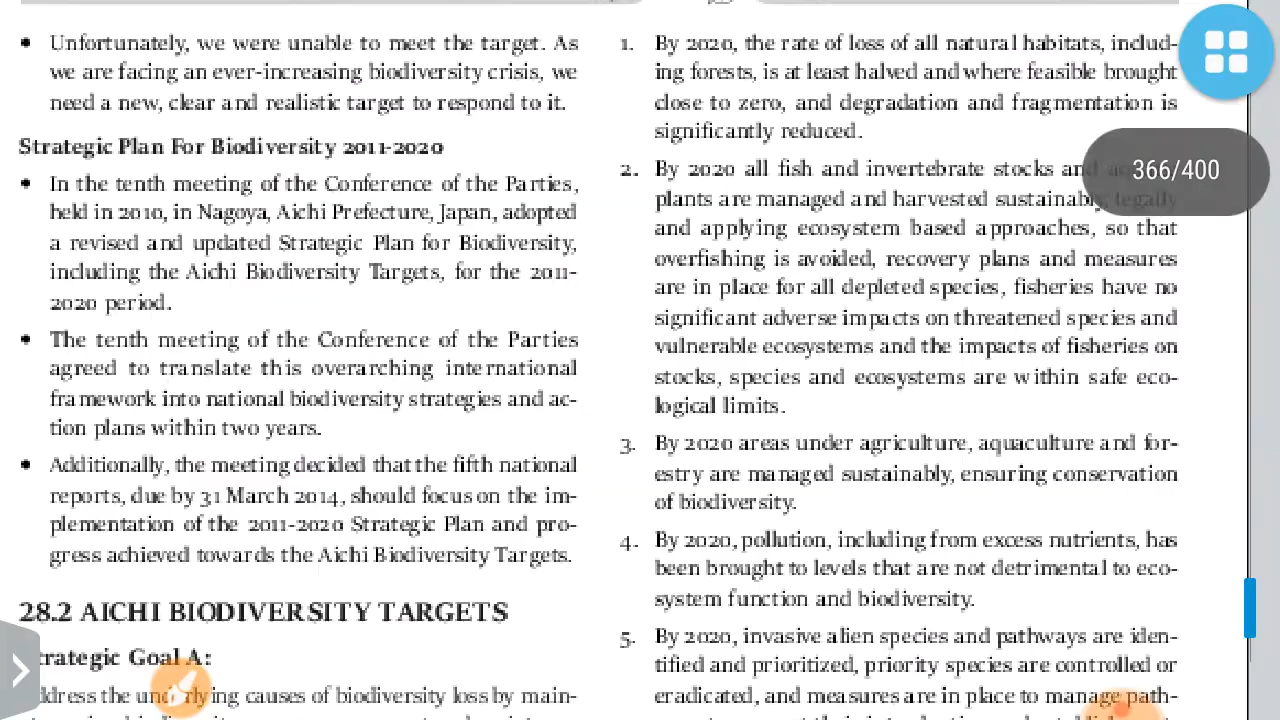 • Unfortunately, we were unable to meet the target. As
we are facing an ever-increasing biodiversity crisis, we
need a new, clear and realistic target to respond to it.
Strategic Plan For Biodiversity 2011-2020
• In the tenth meeting of the Conference of the Parties,
held in 2010, in Nagoya, Aichi Prefecture, Japan, adopted
a revised and updated Strategic Plan for Biodiversity,
including the Aichi Biodiversity Targets, for the 2011-
2020 period.
• The tenth meeting of the Conference of the Parties
agreed to translate this overarching international
framework into national biodiversity strategies and ac-
tion plans within two years.
• Additionally, the meeting decided that the fifth national
reports, due by 31 March 2014, should focus on the im-
plementation of the 2011-2020 Strategic Plan and pro-
gress achieved towards the Aichi Biodiversity Targets.
28.2 AICHI BIODIVERSITY TARGETS
trategic Goal A:
ddress the underlying causes of biodiversity loss by main-
1. By 2020, the rate of loss of all natural habitats, includ-
ing forests, is at least halved and where feasible brought
close to zero, and degradation and fragmentation is
significantly reduced.
2. By 2020 all fish and invertebrate stocks and
plants are managed and harvested sustainably, legally
and applying ecosystem based approaches, so that
overfishing is avoided, recovery plans and measures
are in place for all depleted species, fisheries have no
significant adverse impacts on threatened species and
vulnerable ecosystems and the impacts of fisheries on
stocks, species and ecosystems are within safe eco-
logical limits.
3. By 2020 areas under agriculture, aquaculture and for-
estry are managed sustainably, ensuring conservation
of biodiversity.
4. By 2020, pollution, including from excess nutrients, has
been brought to levels that are not detrimental to eco-
system function and biodiversity.
5. By 2020, invasive alien species and pathways are iden-
tified and prioritized, priority species are controlled or
eradicated, and measures are in place to manage path-
366/400